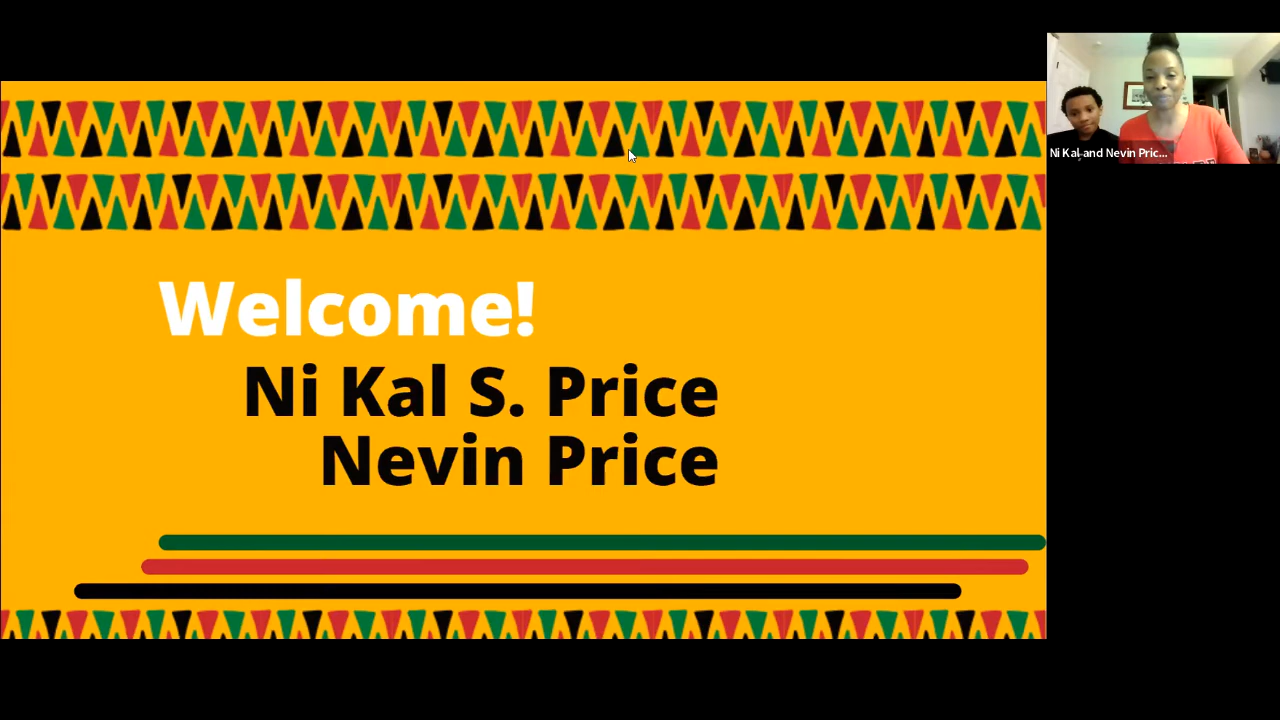 Welcome!
Ni Kal S. Price
Nevin Price
Ni Kal and Nevin Pric...